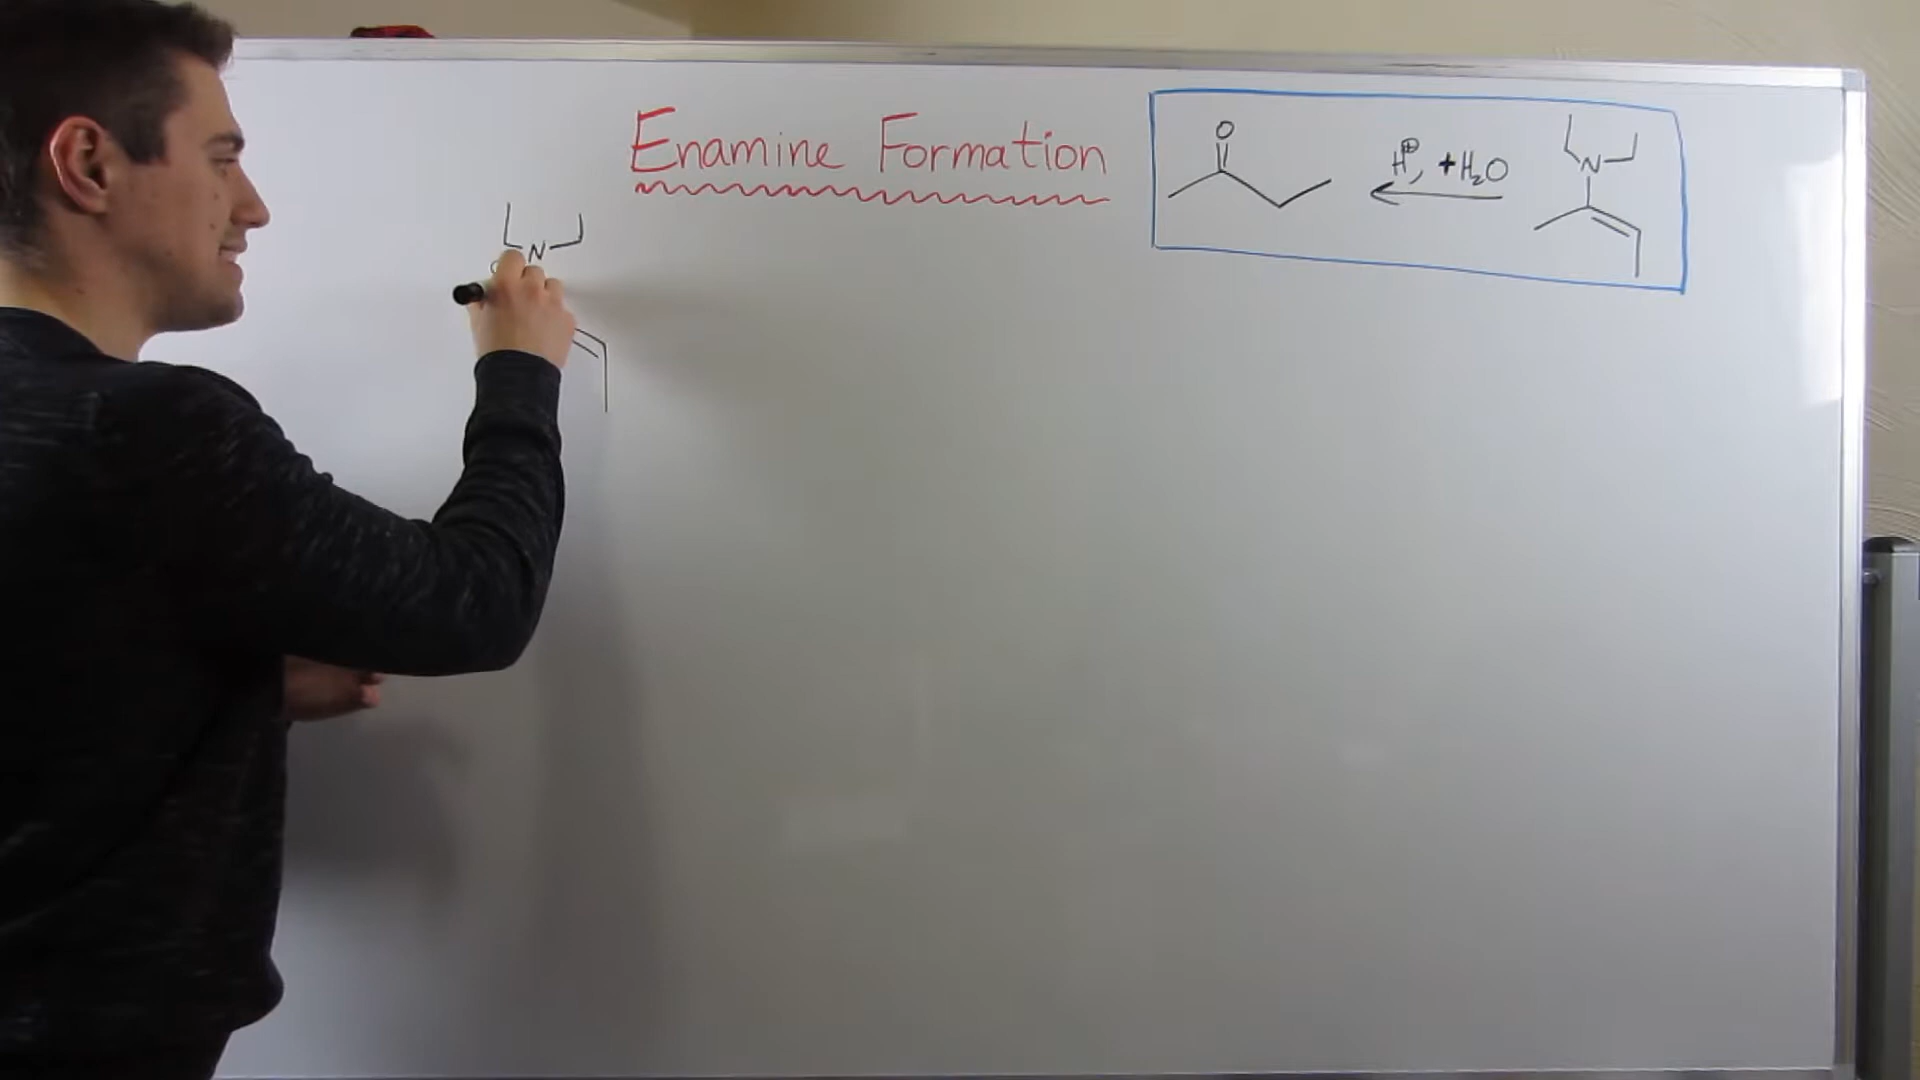 Enamine Formation
O
H⊕, +H₂O
N
N